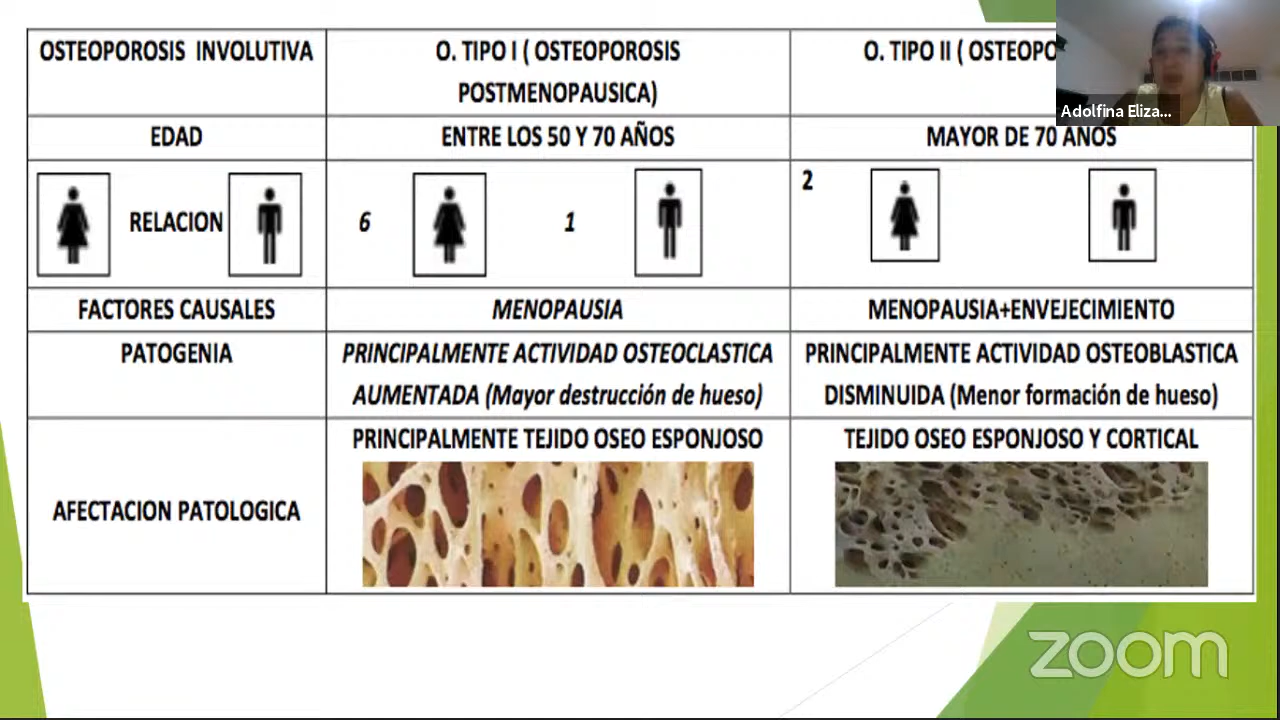 OSTEOPOROSIS INVOLUTIVA
O. TIPO I ( OSTEOPOROSIS
POSTMENOPAUSICA)
O. TIPO II (
Adolfina Eliza...
EDAD
ENTRE LOS 50 Y 70 AÑOS
MAYOR DE 70 AÑOS
RELACION
6
1
2
FACTORES CAUSALES
MENOPAUSIA
MENOPAUSIA+ENVEJECIMIENTO
PATOGENIA
PRINCIPALMENTE ACTIVIDAD OSTEOCLASTICA
AUMENTADA (Mayor destrucción de hueso)
PRINCIPALMENTE ACTIVIDAD OSTEOBLASTICA
DISMINUIDA (Menor formación de hueso)
AFECTACION PATOLOGICA
PRINCIPALMENTE TEJIDO OSEO ESPONJOSO
TEJIDO OSEO ESPONJOSO Y CORTICAL
zoom